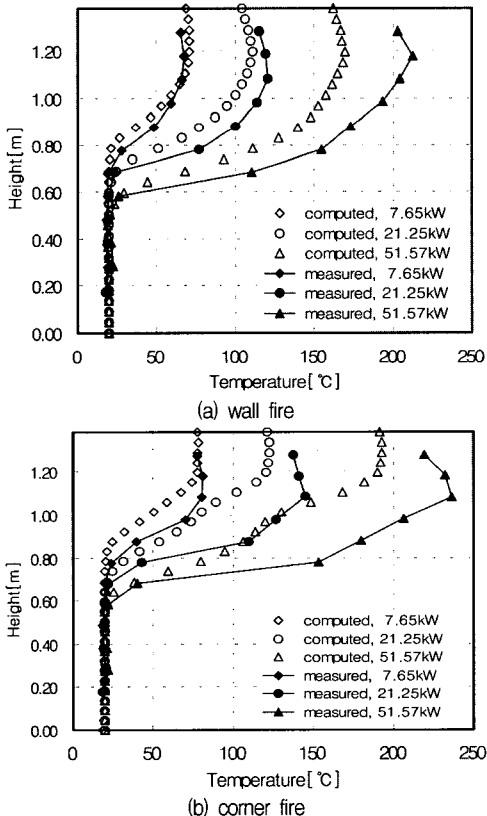 1.20
1.00
0.80
0.60
0.40
0.20
0.00
Height[m]
computed, 7.65kW
computed, 21.25kW
computed, 51.57kW
measured, 7.65kW
measured, 21.25kW
measured, 51.57kW
0 50 100 150 200 250
Temperature[ °C]
(a) wall fire
1.20
1.00
0.80
0.60
0.40
0.20
0.00
Height[m]
computed, 7.65kW
computed, 21.25kW
computed, 51.57kW
measured, 7.65kW
measured, 21.25kW
measured, 51.57kW
0 50 100 150 200 250
Temperature[ °C]
(b) corner fire